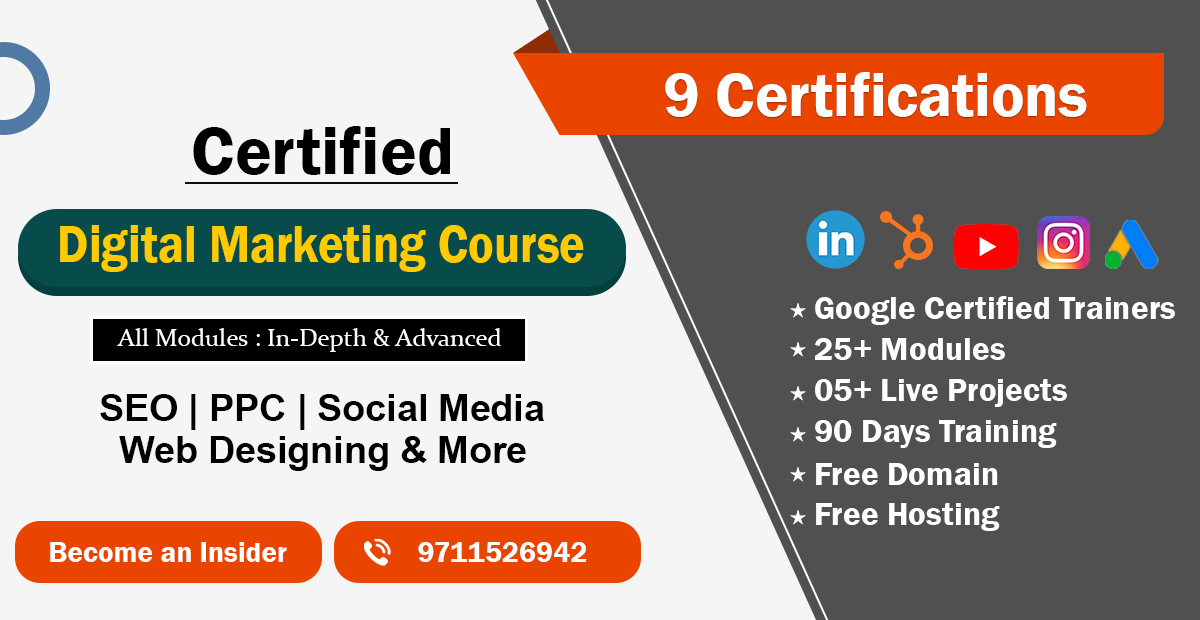 Certified
Digital Marketing Course
All Modules : In-Depth & Advanced
SEO | PPC | Social Media
Web Designing & More
Become an Insider
9711526942
9 Certifications
in
Google Certified Trainers
25+ Modules
05+ Live Projects
90 Days Training
Free Domain
Free Hosting